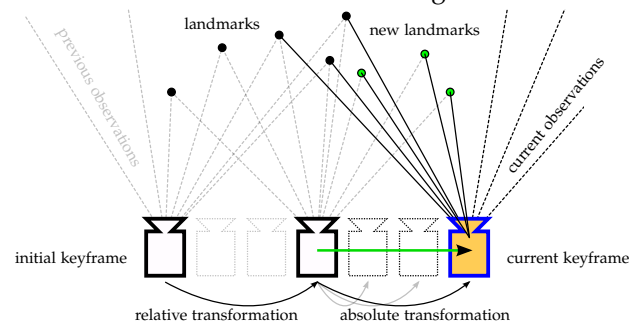 landmarks
new landmarks
previous observations
current observations
initial keyframe
current keyframe
relative transformation
absolute transformation